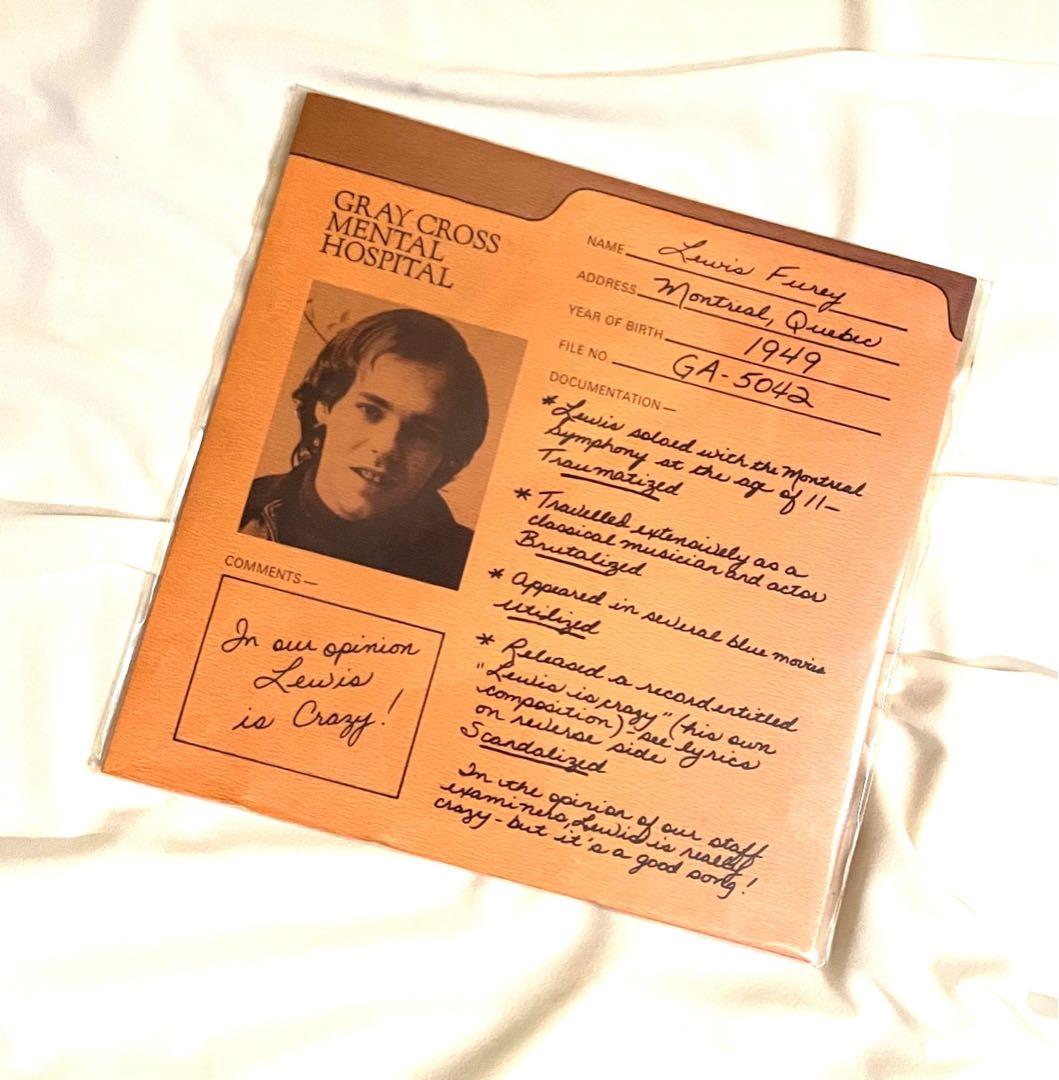 GRAY CROSS
MENTAL
HOSPITAL
NAME Lewis Furey
ADDRESS Montreal, Quebec
YEAR OF BIRTH 1949
FILE NO GA-5042
DOCUMENTATION—
* Lewis soloed with the Montreal
Symphony at the age of 11—
Traumatized
* Travelled extensively as a
classical musician and actor
Brutalized
* Appeared in several blue movies
Utilized
* Released a record entitled
"Lewis is crazy" (his own
composition) - see lyrics
on reverse side
Scandalized
In the opinion of our staff
examiners, Lewis is really
crazy - but it's a good song!
COMMENTS—
In our opinion
Lewis
is Crazy!